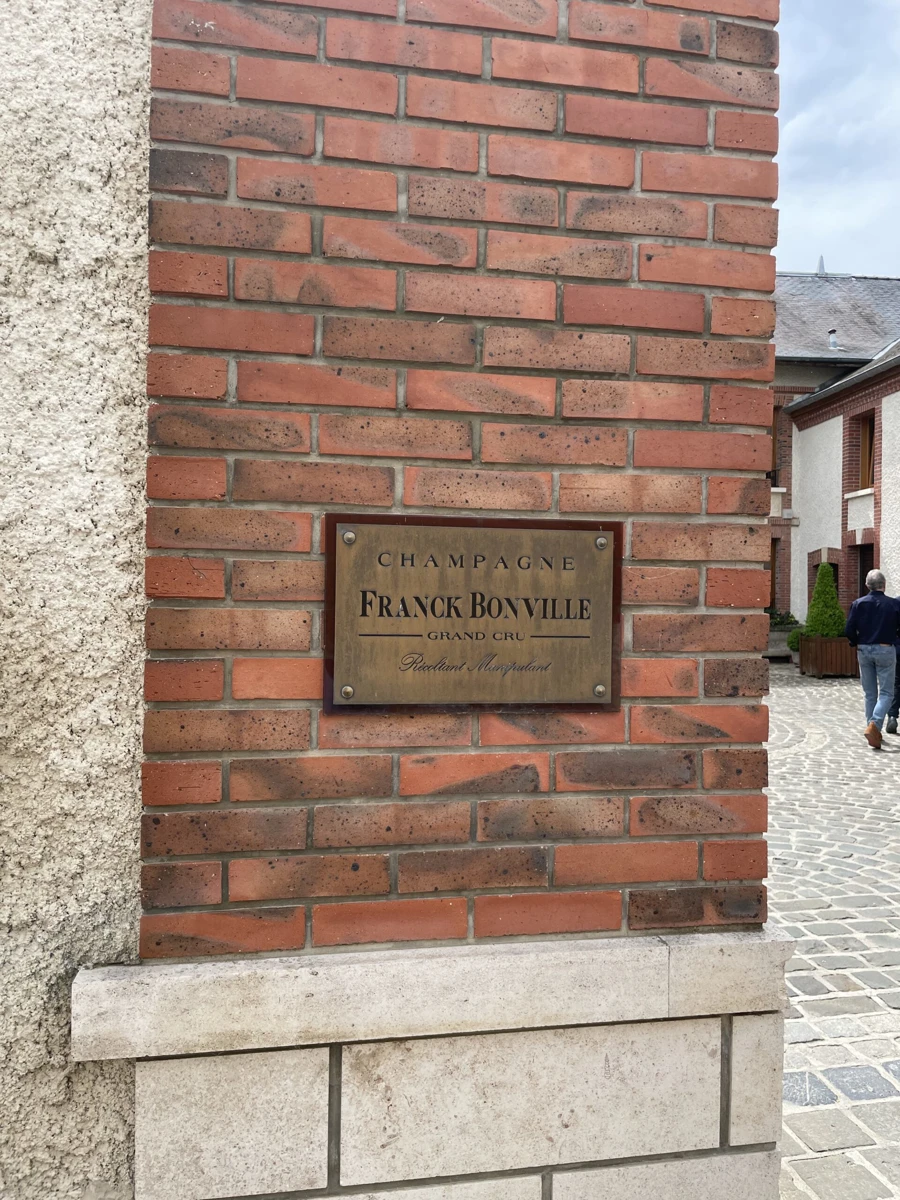 CHAMPAGNE
FRANCK BONVILLE
GRAND CRU
Récoltant Manipulant